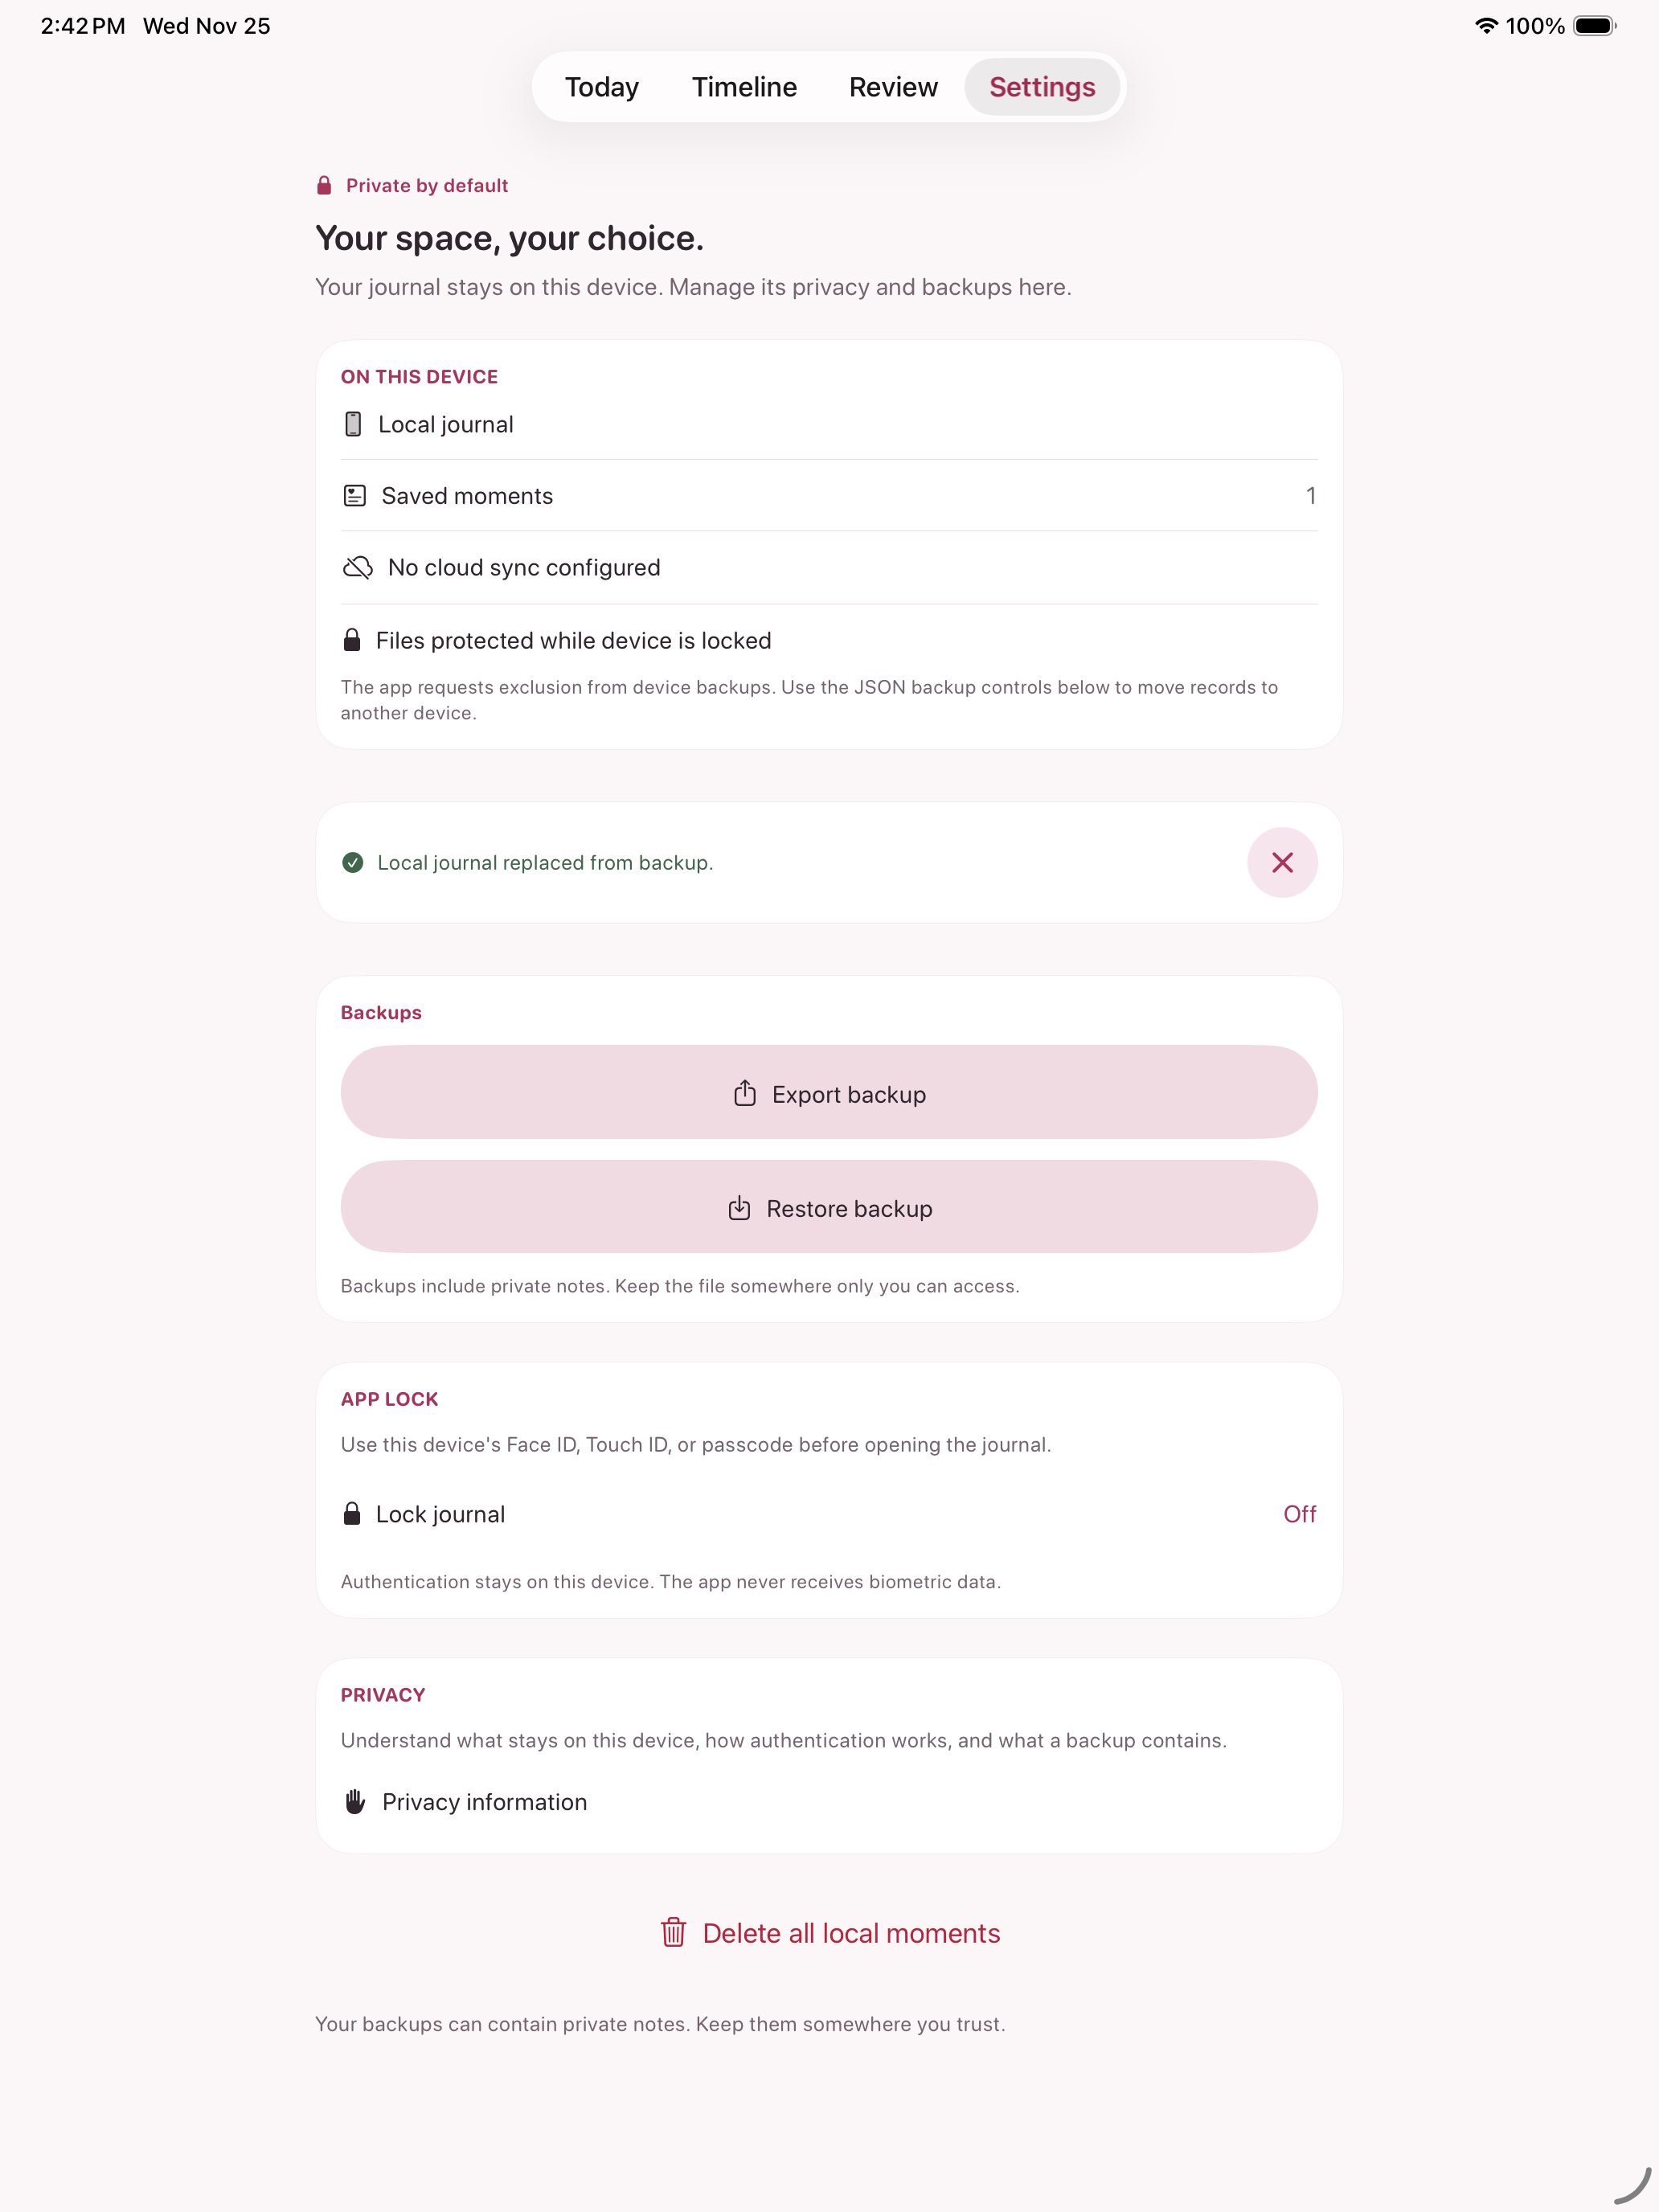 2:42 PM Wed Nov 25
100%
Today Timeline Review Settings
Private by default
Your space, your choice.
Your journal stays on this device. Manage its privacy and backups here.
ON THIS DEVICE
Local journal
Saved moments 1
No cloud sync configured
Files protected while device is locked
The app requests exclusion from device backups. Use the JSON backup controls below to move records to
another device.
Local journal replaced from backup.
Backups
Export backup
Restore backup
Backups include private notes. Keep the file somewhere only you can access.
APP LOCK
Use this device's Face ID, Touch ID, or passcode before opening the journal.
Lock journal Off
Authentication stays on this device. The app never receives biometric data.
PRIVACY
Understand what stays on this device, how authentication works, and what a backup contains.
Privacy information
Delete all local moments
Your backups can contain private notes. Keep them somewhere you trust.